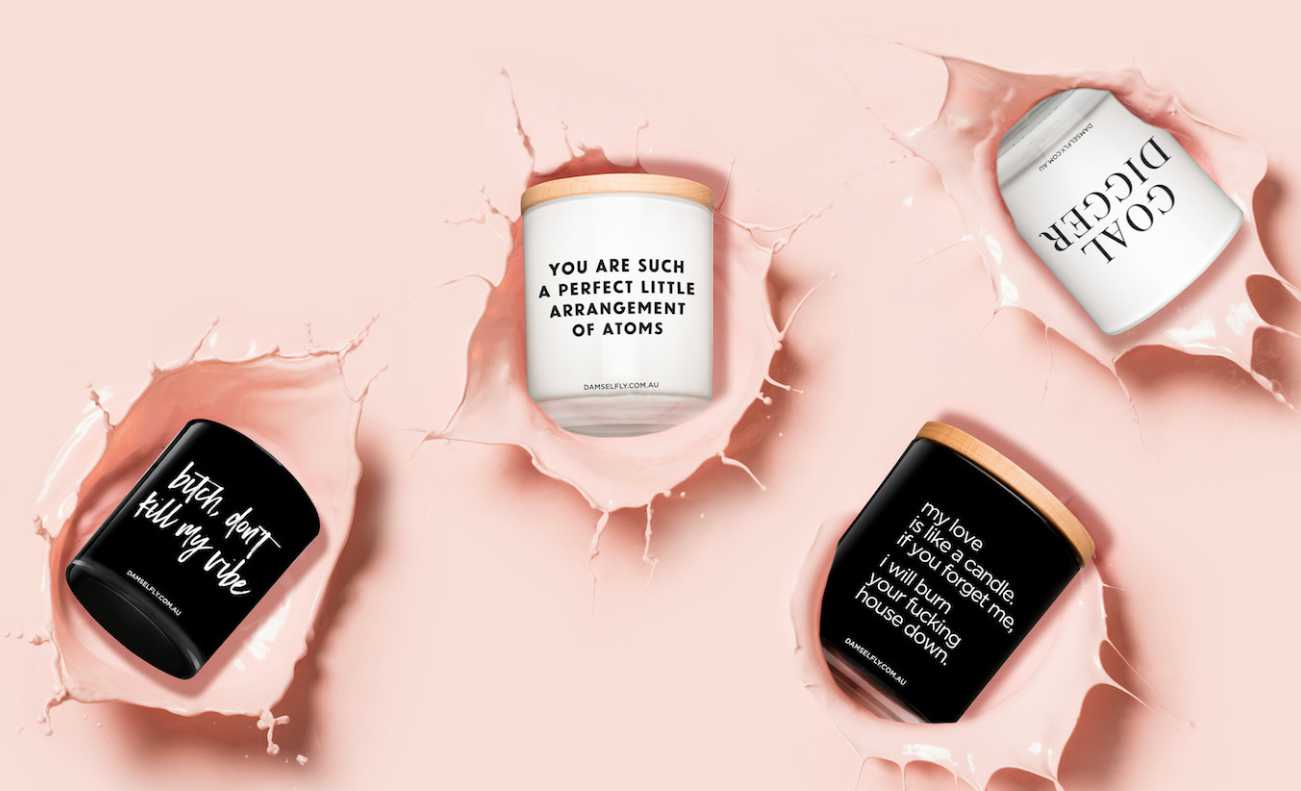 YOU ARE SUCH
A PERFECT LITTLE
ARRANGEMENT
OF ATOMS
DAMSELFLY.COM.AU
GOAL
DIGGER
DAMSELFLY.COM.AU
bitch, don't
kill my vibe
DAMSELFLY.COM.AU
my love
is like a candle.
if you forget me,
i will burn
your fucking
house down.
DAMSELFLY.COM.AU